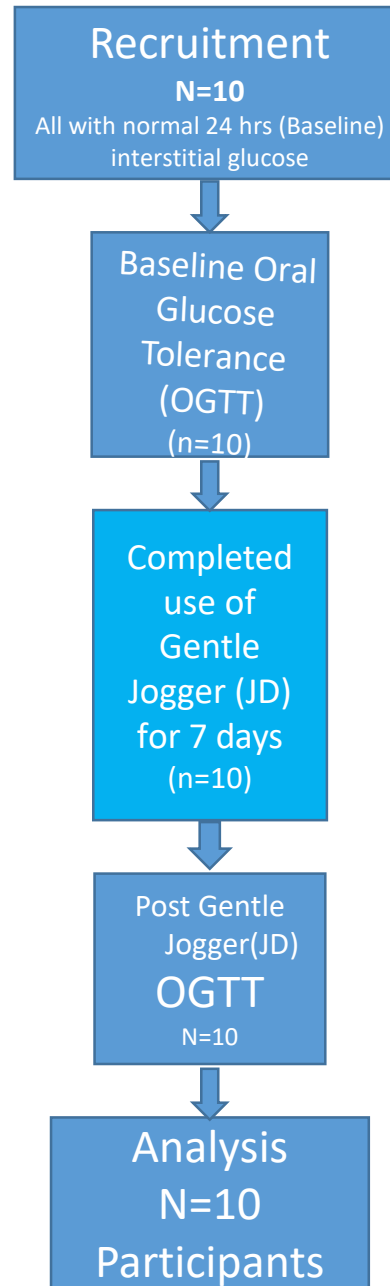 Recruitment
N=10
All with normal 24 hrs (Baseline)
interstitial glucose
Baseline Oral
Glucose
Tolerance
(OGTT)
(n=10)
Completed
use of
Gentle
Jogger (JD)
for 7 days
(n=10)
Post Gentle
Jogger(JD)
OGTT
N=10
Analysis
N=10
Participants